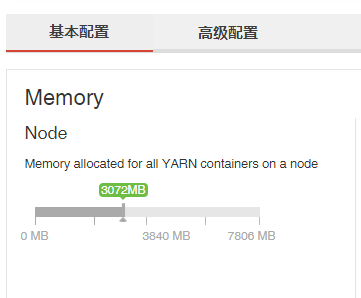 基本配置 高级配置
Memory
Node
Memory allocated for all YARN containers on a node
3072MB
0 MB 3840 MB 7806 MB